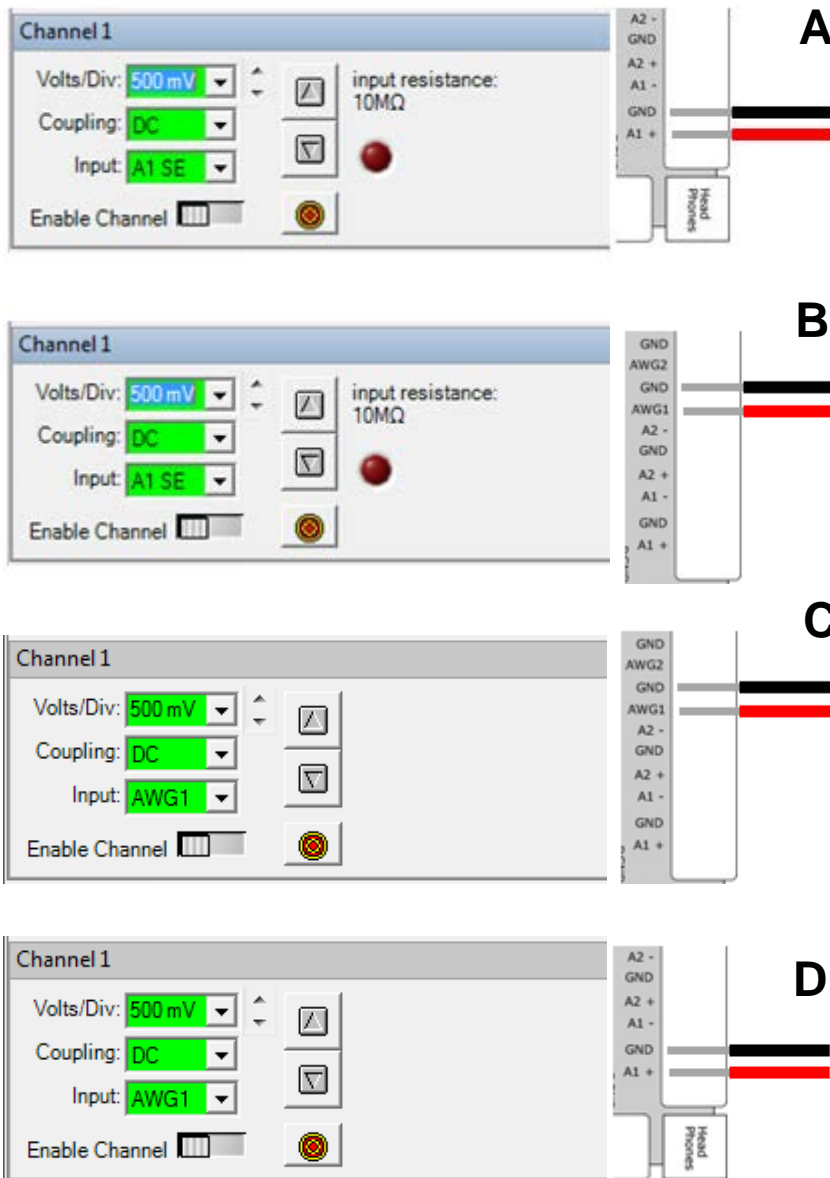 Channel 1
Volts/Div: 500 mV
input resistance:
10MΩ
Coupling: DC
Input: A1 SE
Enable Channel
A2 -
GND
A2 +
A1 -
GND
A1 +
Head
Phones
A
Channel 1
Volts/Div: 500 mV
input resistance:
10MΩ
Coupling: DC
Input: A1 SE
Enable Channel
GND
AWG2
GND
AWG1
A2 -
GND
A2 +
A1 -
GND
A1 +
B
Channel 1
Volts/Div: 500 mV
Coupling: DC
Input: AWG1
Enable Channel
GND
AWG2
GND
AWG1
A2 -
GND
A2 +
A1 -
GND
A1 +
C
Channel 1
Volts/Div: 500 mV
Coupling: DC
Input: AWG1
Enable Channel
A2 -
GND
A2 +
A1 -
GND
A1 +
Head
Phones
D